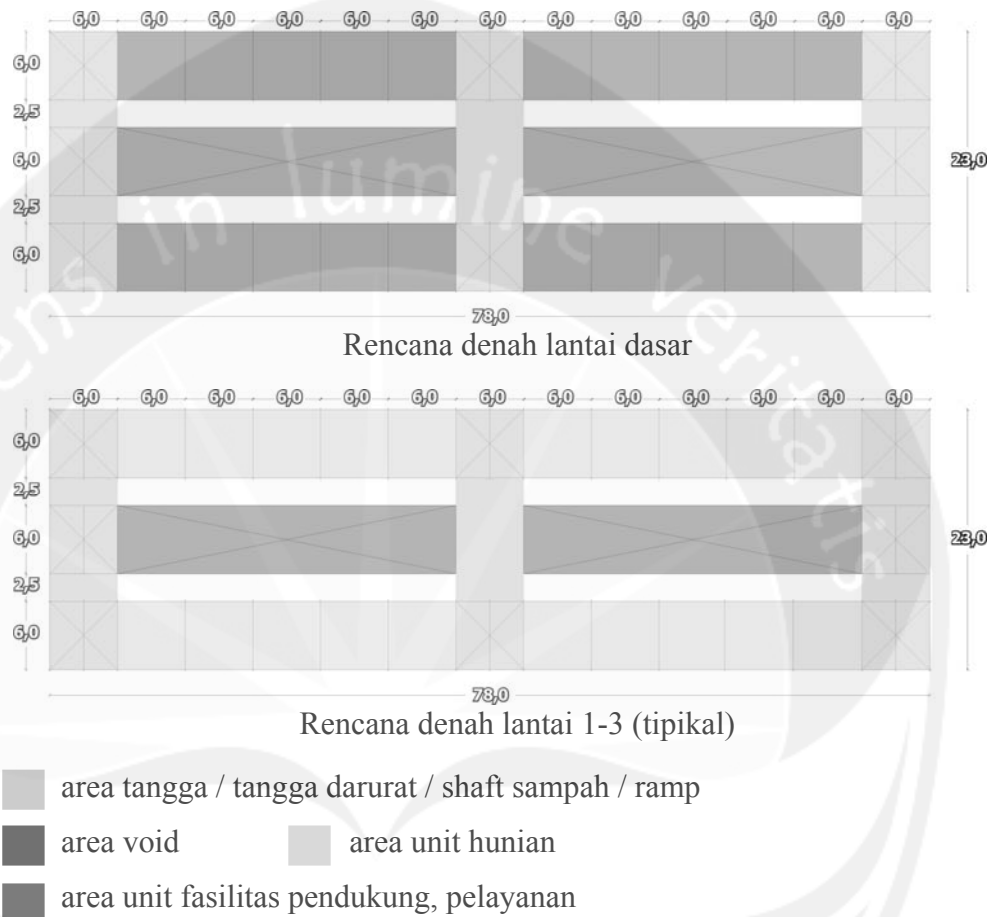 6,0 6,0 6,0 6,0 6,0 6,0 6,0 6,0 6,0 6,0 6,0 6,0 6,0
6,0
2,5
6,0
23,0
2,5
6,0
78,0
Rencana denah lantai dasar
6,0 6,0 6,0 6,0 6,0 6,0 6,0 6,0 6,0 6,0 6,0 6,0 6,0
6,0
2,5
6,0
23,0
2,5
6,0
78,0
Rencana denah lantai 1-3 (tipikal)
area tangga / tangga darurat / shaft sampah / ramp
area void area unit hunian
area unit fasilitas pendukung, pelayanan
ens in lumine veritatis